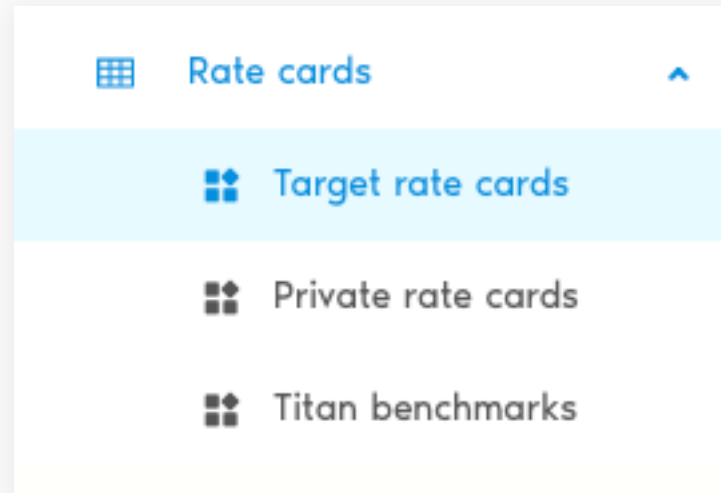 Rate cards
Target rate cards
Private rate cards
Titan benchmarks